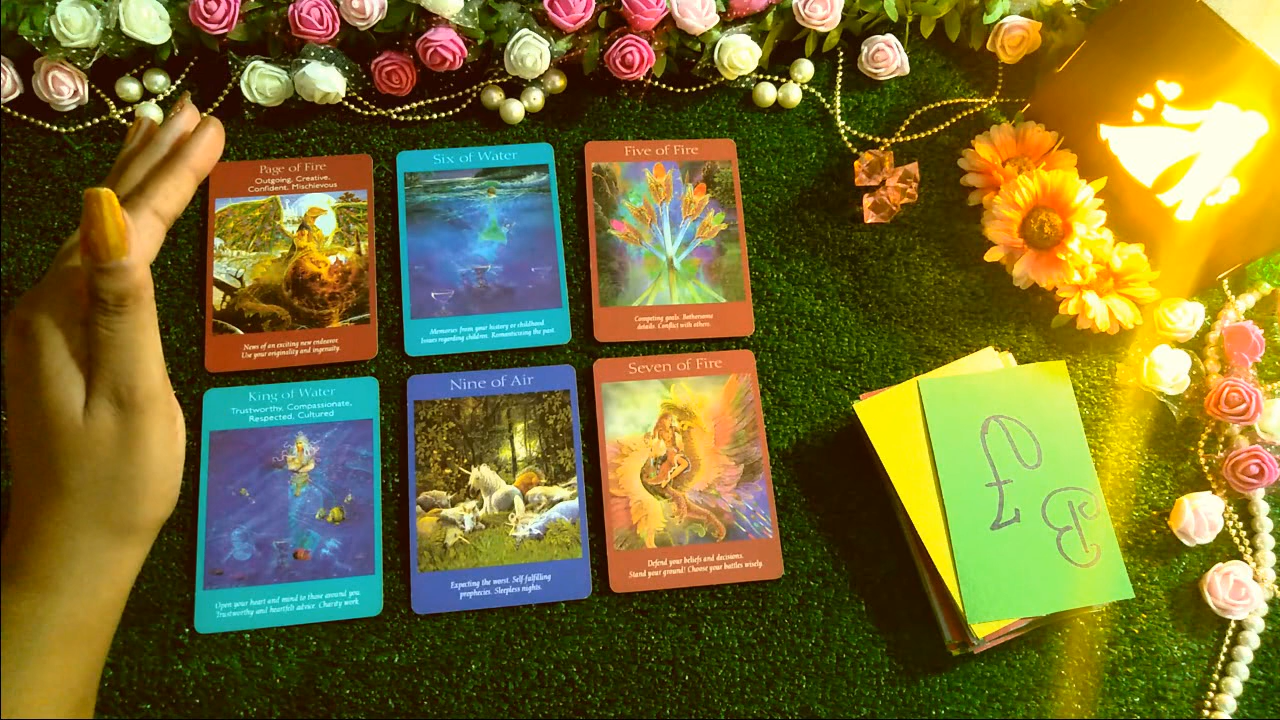 Page of Fire
Outgoing, Creative,
Confident, Mischievous
News of an exciting new endeavor.
Use your originality and ingenuity.
Six of Water
Memories from your history or childhood
Issues regarding children. Romanticizing the past.
Five of Fire
Competing goals. Bothersome
details. Conflict with others.
King of Water
Trustworthy, Compassionate,
Respected, Cultured
Open your heart and mind to those around you.
Trustworthy and heartfelt advice. Charity work.
Nine of Air
Expecting the worst. Self-fulfilling
prophecies. Sleepless nights.
Seven of Fire
Defend your beliefs and decisions.
Stand your ground! Choose your battles wisely.
B